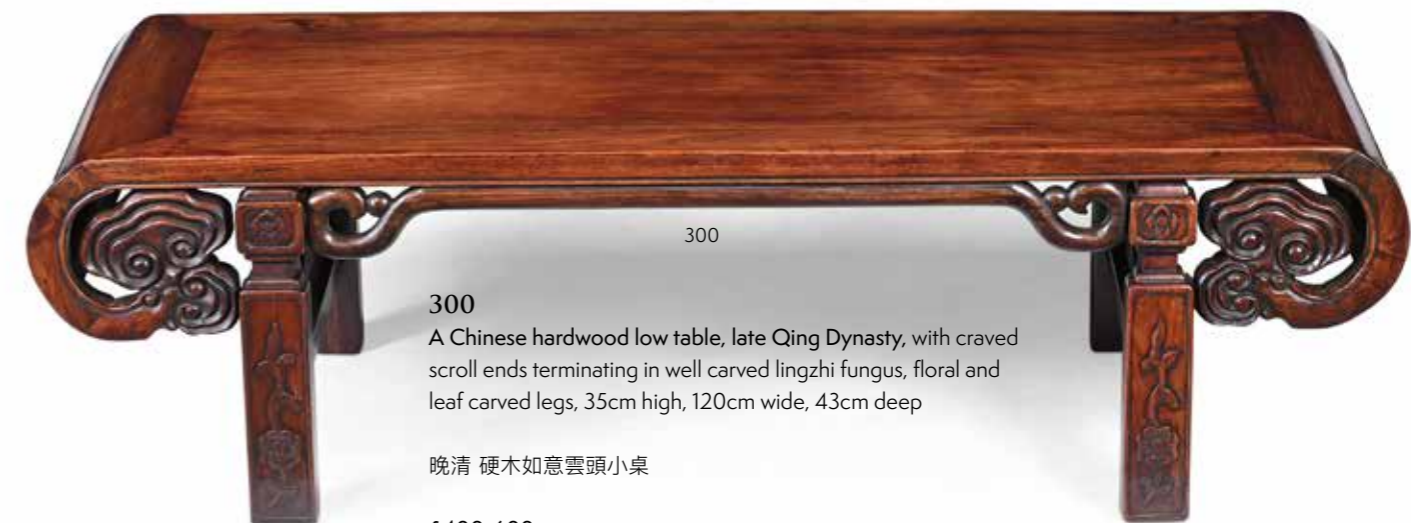 300
300
A Chinese hardwood low table, late Qing Dynasty, with craved
scroll ends terminating in well carved lingzhi fungus, floral and
leaf carved legs, 35cm high, 120cm wide, 43cm deep
晚清 硬木如意雲頭小桌